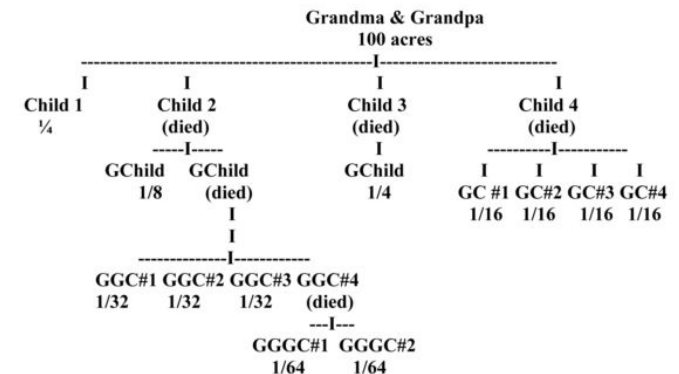 Grandma & Grandpa
100 acres
----------------------------------------------I----------------------------
I I I I
Child 1 Child 2 Child 3 Child 4
¼ (died) (died) (died)
-----I----- I ----------I-----------
GChild GChild GChild I I I I
1/8 (died) 1/4 GC #1 GC#2 GC#3 GC#4
I 1/16 1/16 1/16 1/16
I
--------------I------------
GGC#1 GGC#2 GGC#3 GGC#4
1/32 1/32 1/32 (died)
---I---
GGGC#1 GGGC#2
1/64 1/64